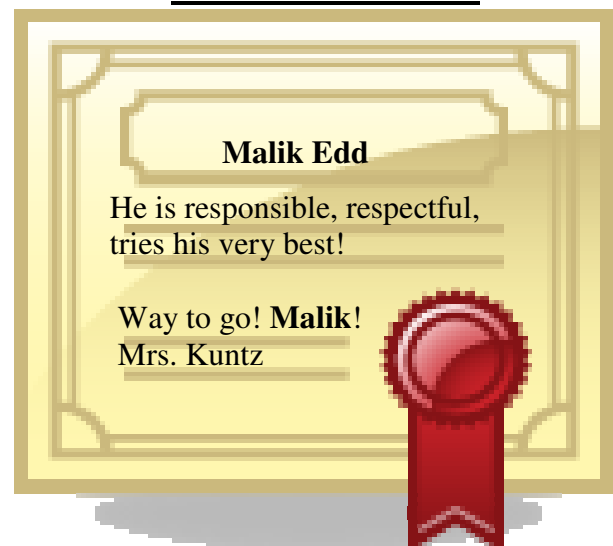 Malik Edd
He is responsible, respectful,
tries his very best!
Way to go! Malik!
Mrs. Kuntz